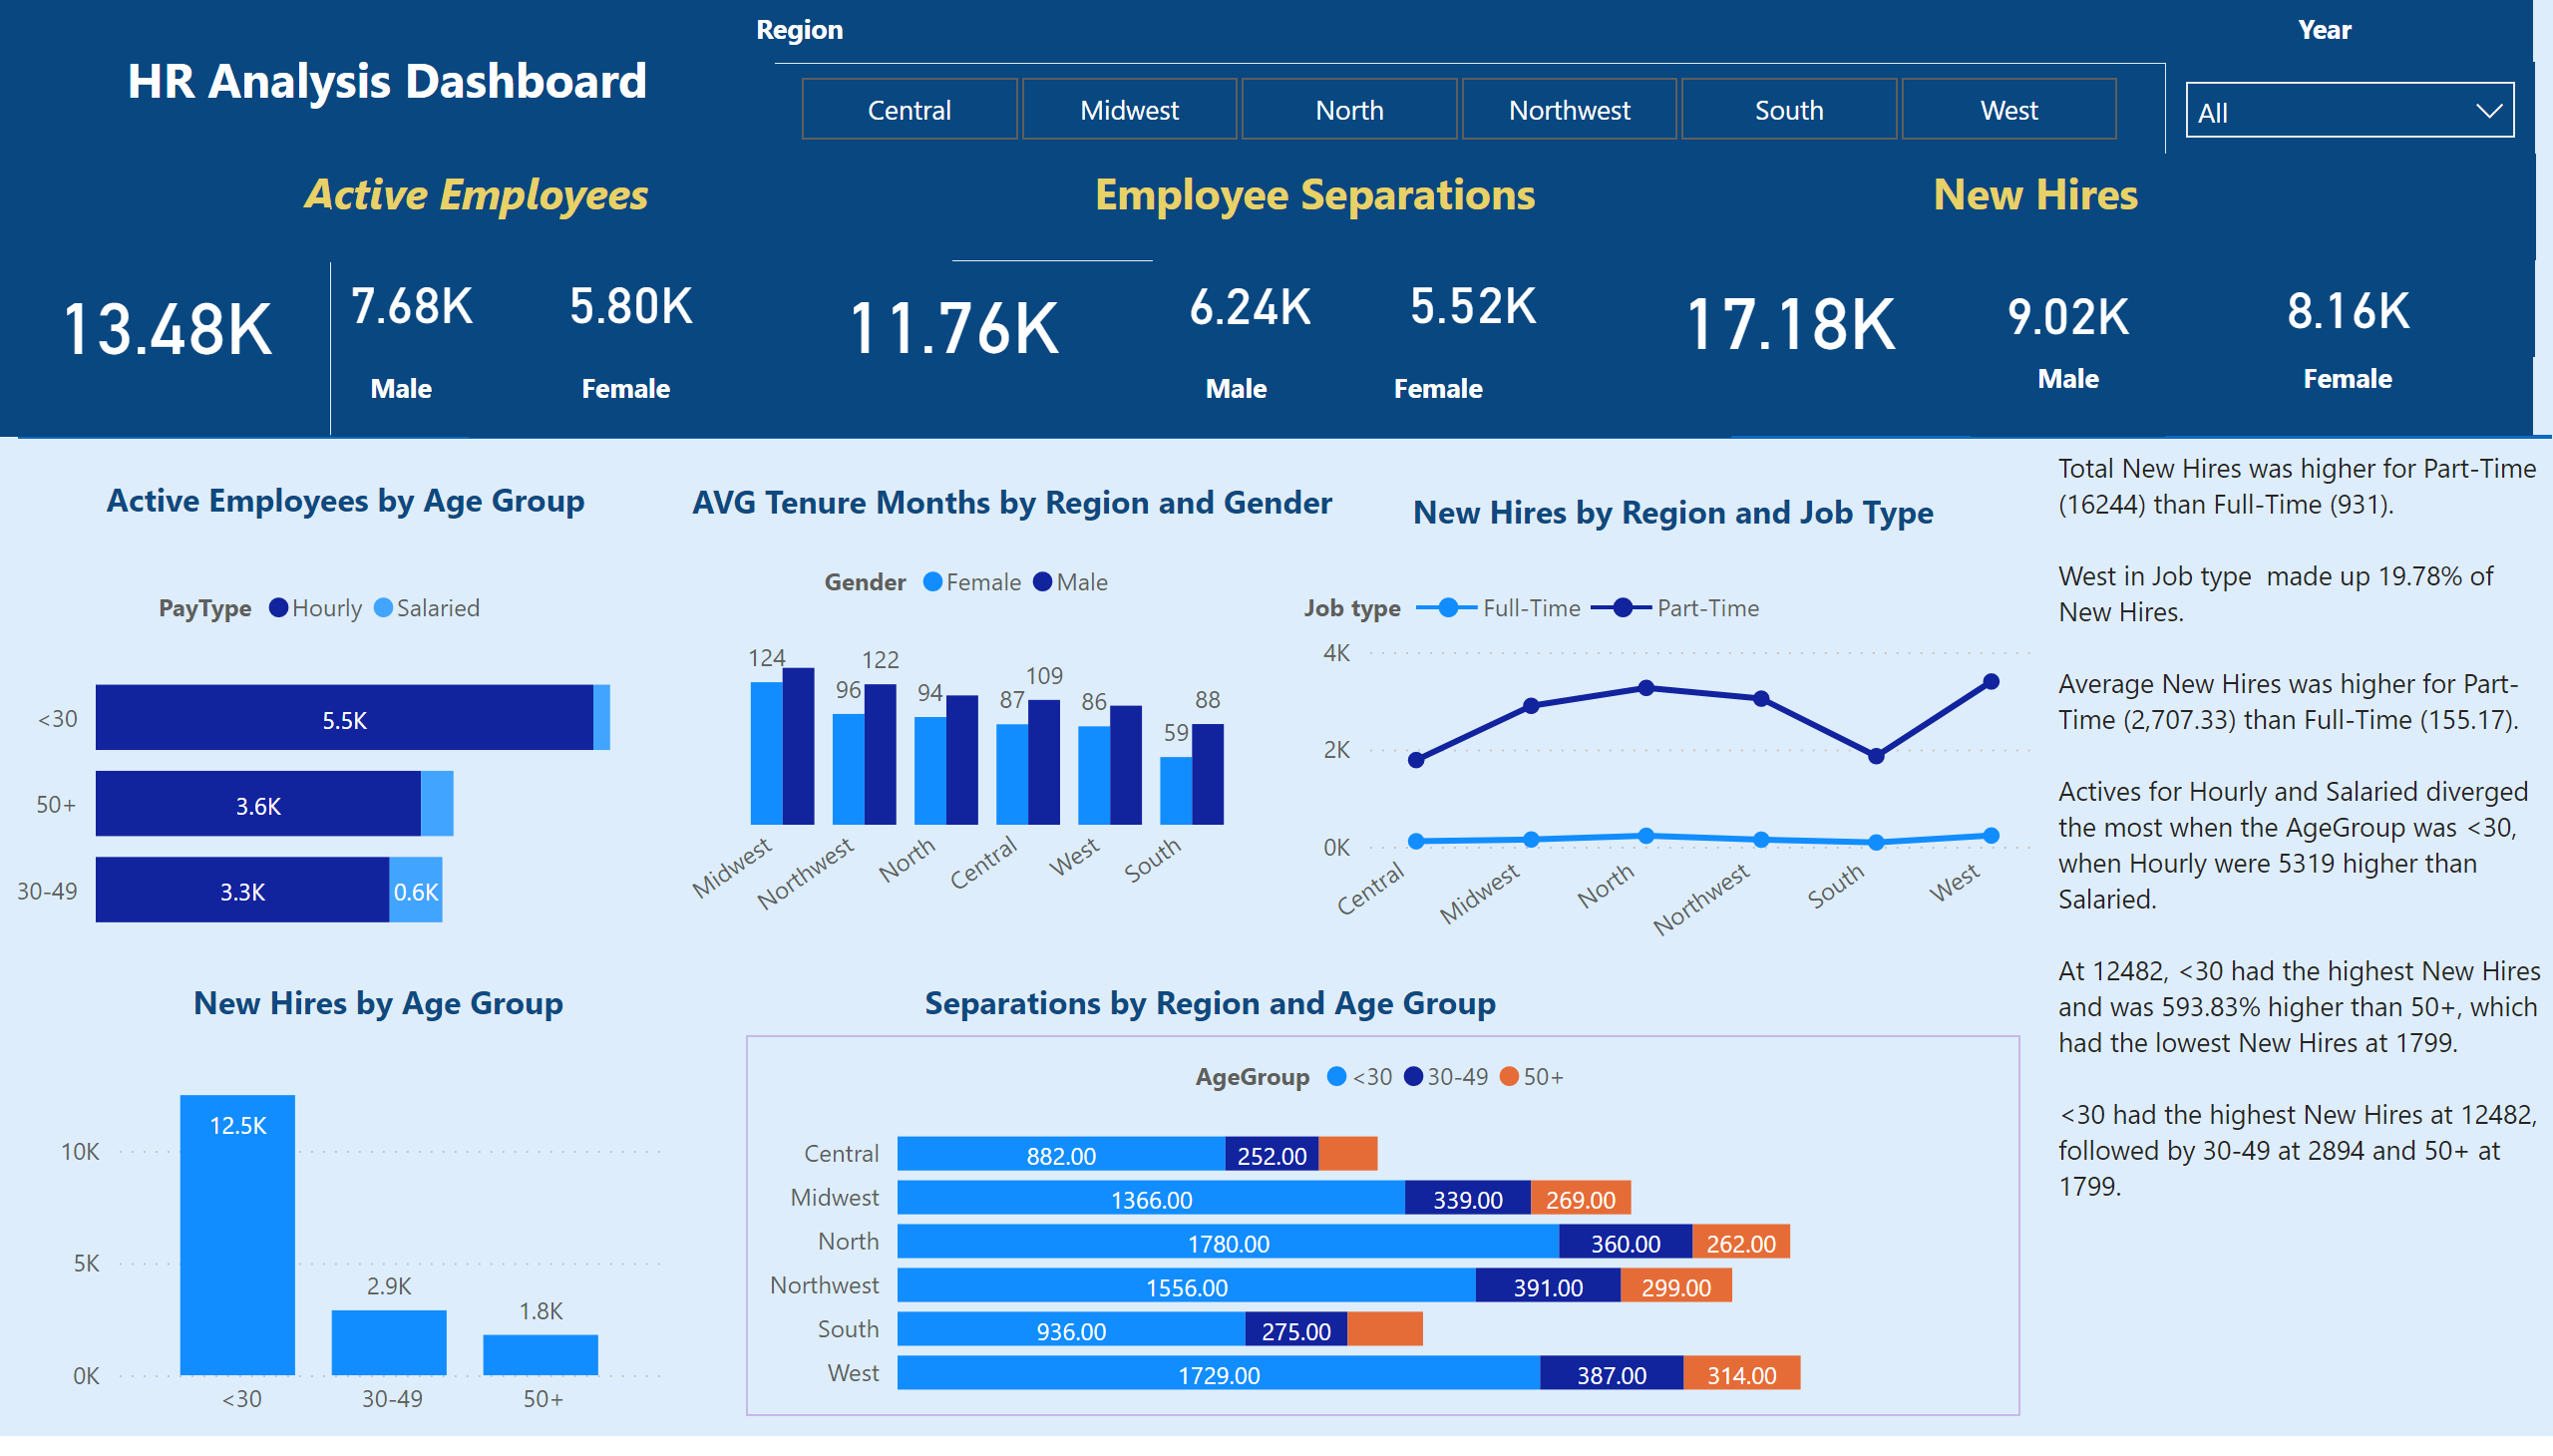 HR Analysis Dashboard
Region
Central Midwest North Northwest South West
Year
All
Active Employees
13.48K
7.68K
Male
5.80K
Female
Employee Separations
11.76K
6.24K
Male
5.52K
Female
New Hires
17.18K
9.02K
Male
8.16K
Female
Active Employees by Age Group
PayType Hourly Salaried
<30 5.5K
50+ 3.6K
30-49 3.3K 0.6K
AVG Tenure Months by Region and Gender
Gender Female Male
124 96 122 94 87 109 86 59 88
Midwest Northwest North Central West South
New Hires by Region and Job Type
Job type Full-Time Part-Time
4K
2K
0K
Central Midwest North Northwest South West
Total New Hires was higher for Part-Time
(16244) than Full-Time (931).
West in Job type  made up 19.78% of
New Hires.
Average New Hires was higher for Part-
Time (2,707.33) than Full-Time (155.17).
Actives for Hourly and Salaried diverged
the most when the AgeGroup was <30,
when Hourly were 5319 higher than
Salaried.
At 12482, <30 had the highest New Hires
and was 593.83% higher than 50+, which
had the lowest New Hires at 1799.
<30 had the highest New Hires at 12482,
followed by 30-49 at 2894 and 50+ at
1799.
New Hires by Age Group
10K
5K
0K
12.5K 2.9K 1.8K
<30 30-49 50+
Separations by Region and Age Group
AgeGroup <30 30-49 50+
Central 882.00 252.00
Midwest 1366.00 339.00 269.00
North 1780.00 360.00 262.00
Northwest 1556.00 391.00 299.00
South 936.00 275.00
West 1729.00 387.00 314.00